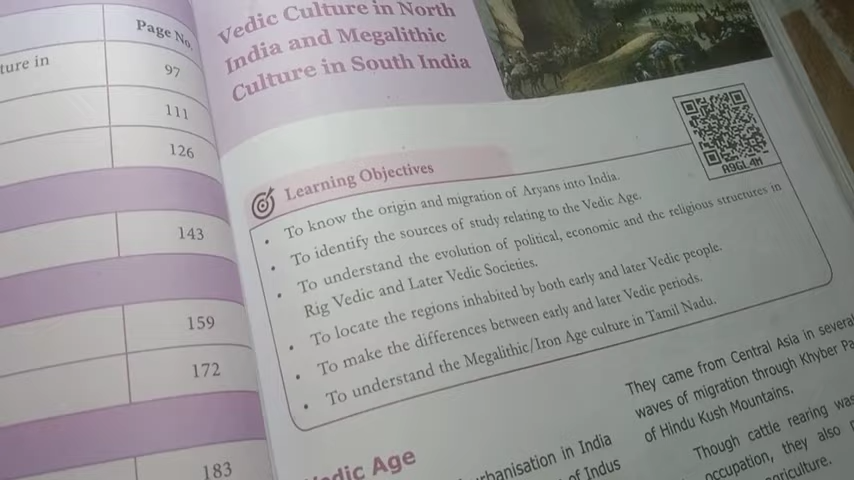 Page No.
ture in
97
111
126
143
159
172
183
Vedic Culture in North
India and Megalithic
Culture in South India
A9GL4M
Learning Objectives
• To know the origin and migration of Aryans into India.
• To identify the sources of study relating to the Vedic Age.
• To understand the evolution of political, economic and the religious structures in
Rig Vedic and Later Vedic Societies.
• To locate the regions inhabited by both early and later Vedic people.
• To make the differences between early and later Vedic periods.
• To understand the Megalithic/Iron Age culture in Tamil Nadu.
edic Age
rbanisation in India
of Indus
They came from Central Asia in several
waves of migration through Khyber Pa
of Hindu Kush Mountains.
Though cattle rearing was
occupation, they also
griculture.